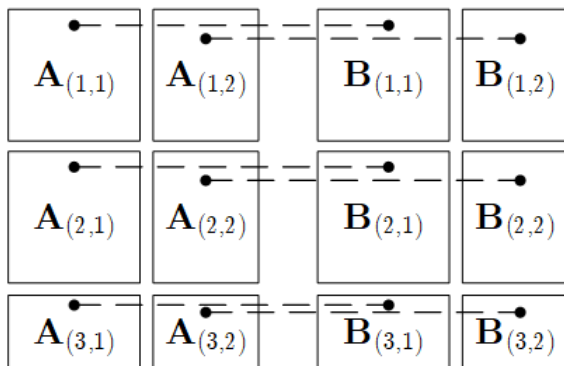 A(1,1) A(1,2) B(1,1) B(1,2)
A(2,1) A(2,2) B(2,1) B(2,2)
A(3,1) A(3,2) B(3,1) B(3,2)